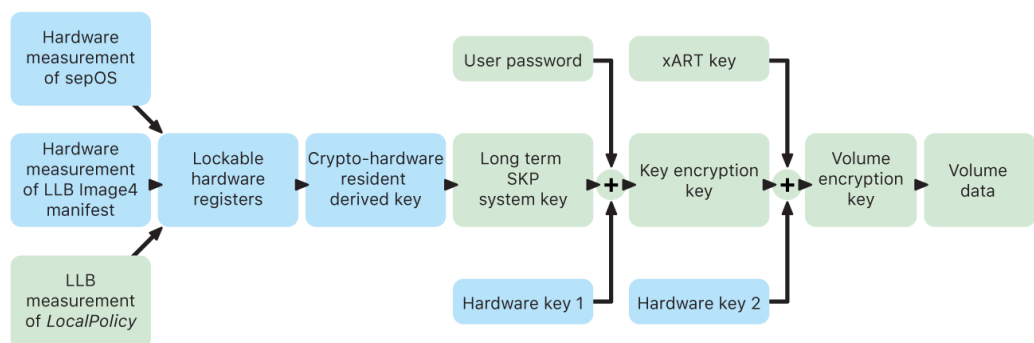 Hardware
measurement
of sepOS
User password
xART key
Hardware
measurement
of LLB Image4
manifest
Lockable
hardware
registers
Crypto-hardware
resident
derived key
Long term
SKP
system key
+
Key encryption
key
+
Volume
encryption
key
Volume
data
LLB
measurement
of LocalPolicy
Hardware key 1
Hardware key 2